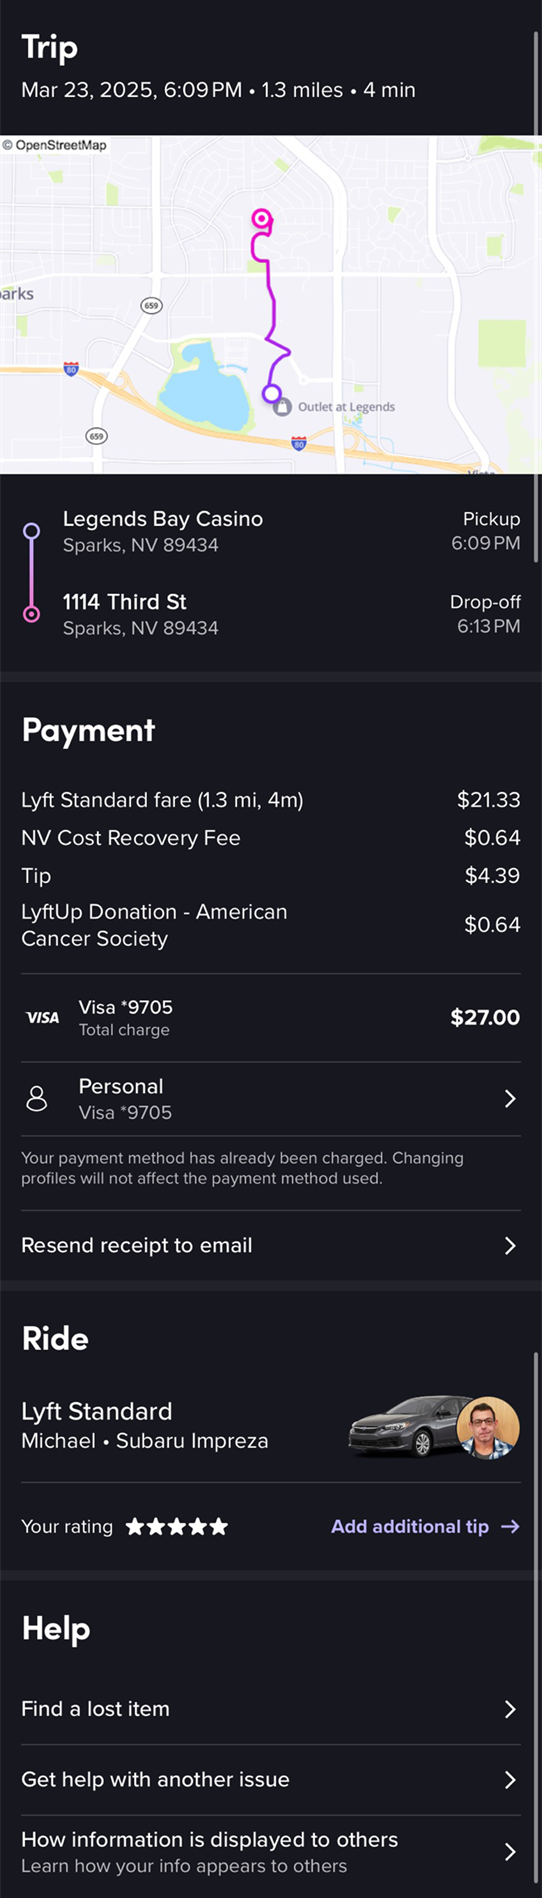 Trip
Mar 23, 2025, 6:09 PM • 1.3 miles • 4 min
© OpenStreetMap
arks
659
80
Outlet at Legends
659
80
Vista
Legends Bay Casino
Pickup
Sparks, NV 89434
6:09 PM
1114 Third St
Drop-off
Sparks, NV 89434
6:13 PM
Payment
Lyft Standard fare (1.3 mi, 4m)
$21.33
NV Cost Recovery Fee
$0.64
Tip
$4.39
LyftUp Donation - American
Cancer Society
$0.64
VISA
Visa *9705
Total charge
$27.00
Personal
Visa *9705
Your payment method has already been charged. Changing
profiles will not affect the payment method used.
Resend receipt to email
Ride
Lyft Standard
Michael • Subaru Impreza
Your rating ★★★★★
Add additional tip →
Help
Find a lost item
Get help with another issue
How information is displayed to others
Learn how your info appears to others